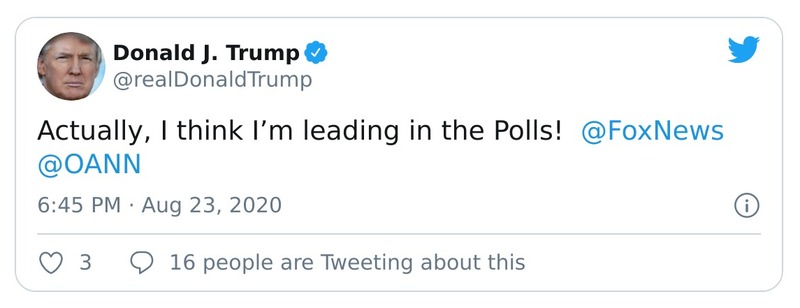 Donald J. Trump
@realDonaldTrump
Actually, I think I’m leading in the Polls!  @FoxNews
@OANN
6:45 PM · Aug 23, 2020
3 16 people are Tweeting about this